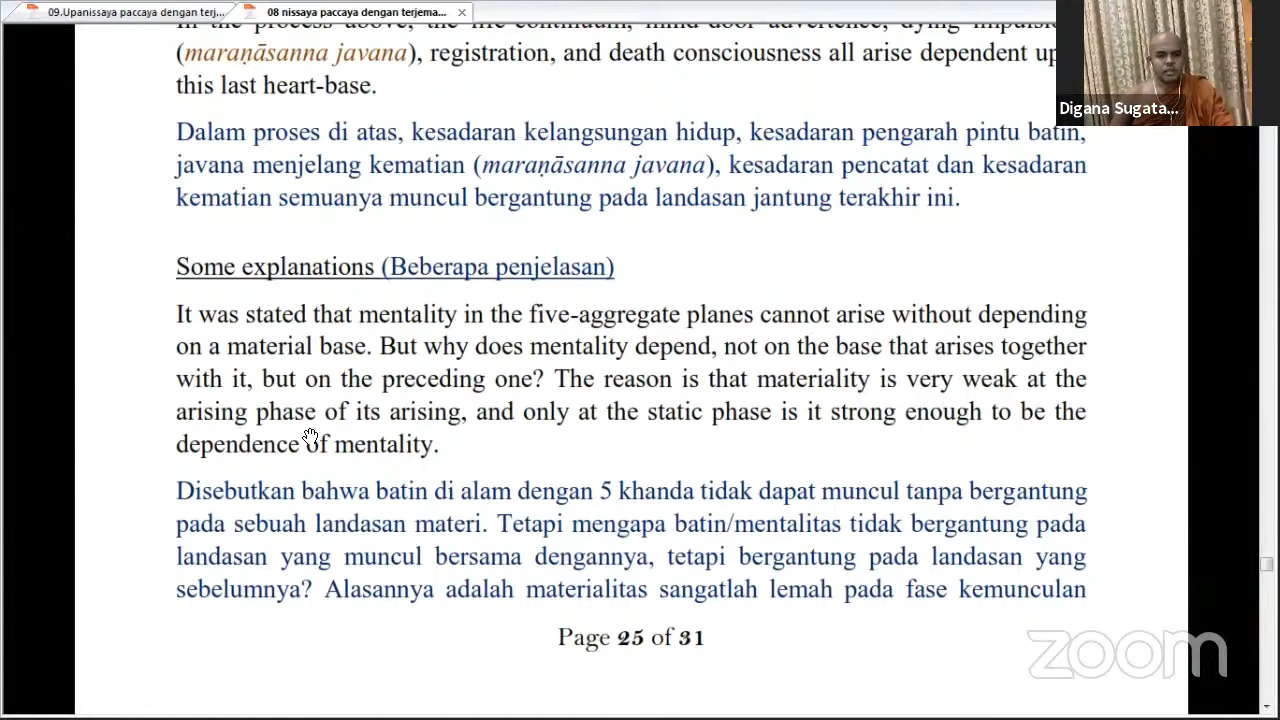 09.Upanissaya paccaya dengan terj...
08 nissaya paccaya dengan terjema...
(maraṇāsanna javana), registration, and death consciousness all arise dependent up
this last heart-base.
Digana Sugata...
Dalam proses di atas, kesadaran kelangsungan hidup, kesadaran pengarah pintu batin,
javana menjelang kematian (maraṇāsanna javana), kesadaran pencatat dan kesadaran
kematian semuanya muncul bergantung pada landasan jantung terakhir ini.
Some explanations (Beberapa penjelasan)
It was stated that mentality in the five-aggregate planes cannot arise without depending
on a material base. But why does mentality depend, not on the base that arises together
with it, but on the preceding one? The reason is that materiality is very weak at the
arising phase of its arising, and only at the static phase is it strong enough to be the
dependence of mentality.
Disebutkan bahwa batin di alam dengan 5 khanda tidak dapat muncul tanpa bergantung
pada sebuah landasan materi. Tetapi mengapa batin/mentalitas tidak bergantung pada
landasan yang muncul bersama dengannya, tetapi bergantung pada landasan yang
sebelumnya? Alasannya adalah materialitas sangatlah lemah pada fase kemunculan
Page 25 of 31
zoom